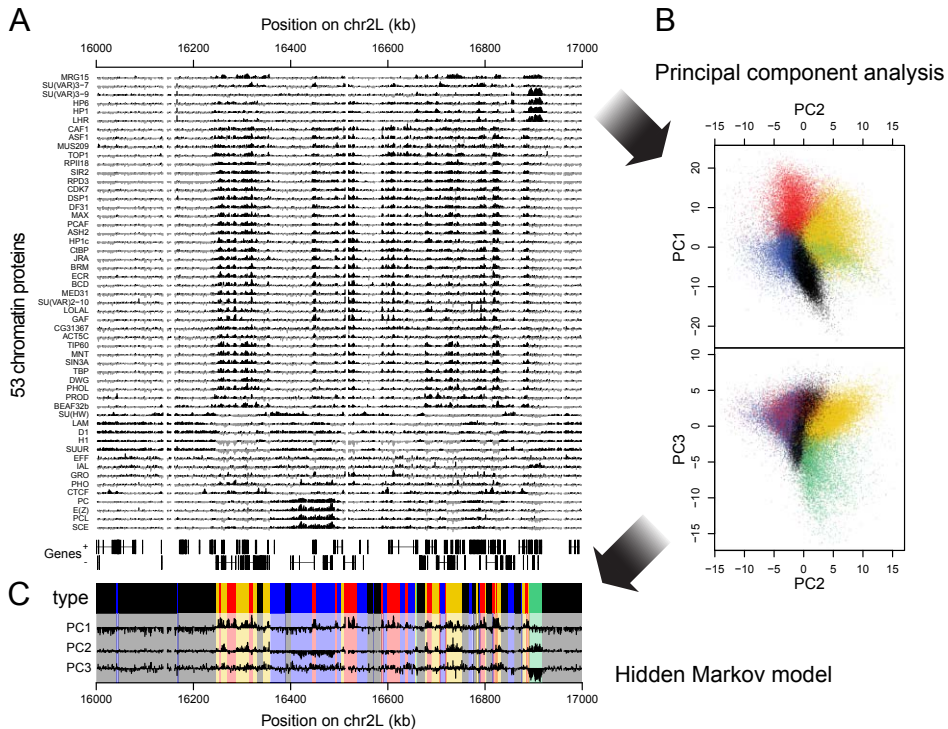 A
Position on chr2L (kb)
16000 16200 16400 16600 16800 17000
53 chromatin proteins
MRG15
SU(VAR)3-7
SU(VAR)3-9
HP6
HP1
LHR
CAF1
ASF1
MUS209
TOP1
RPII18
SIR2
RPD3
CDK7
DSP1
DF31
MAX
PCAF
ASH2
HP1c
CtBP
JRA
BRM
ECR
BCD
MED31
SU(VAR)2-10
LOLAL
GAF
CG31367
ACT5C
TIP60
MNT
SIN3A
TBP
DWG
PHOL
PROD
BEAF32b
SU(HW)
LAM
D1
H1
SUUR
EFF
IAL
GRO
PHO
CTCF
PC
E(Z)
PCL
SCE
Genes + -
B
Principal component analysis
PC2
−15 −10 −5 0 5 10 15
PC1
20
10
0
−10
−20
PC3
10
5
0
−5
−10
−15
−15 −10 −5 0 5 10 15
PC2
C
type
PC1
PC2
PC3
16000 16200 16400 16600 16800 17000
Position on chr2L (kb)
Hidden Markov model